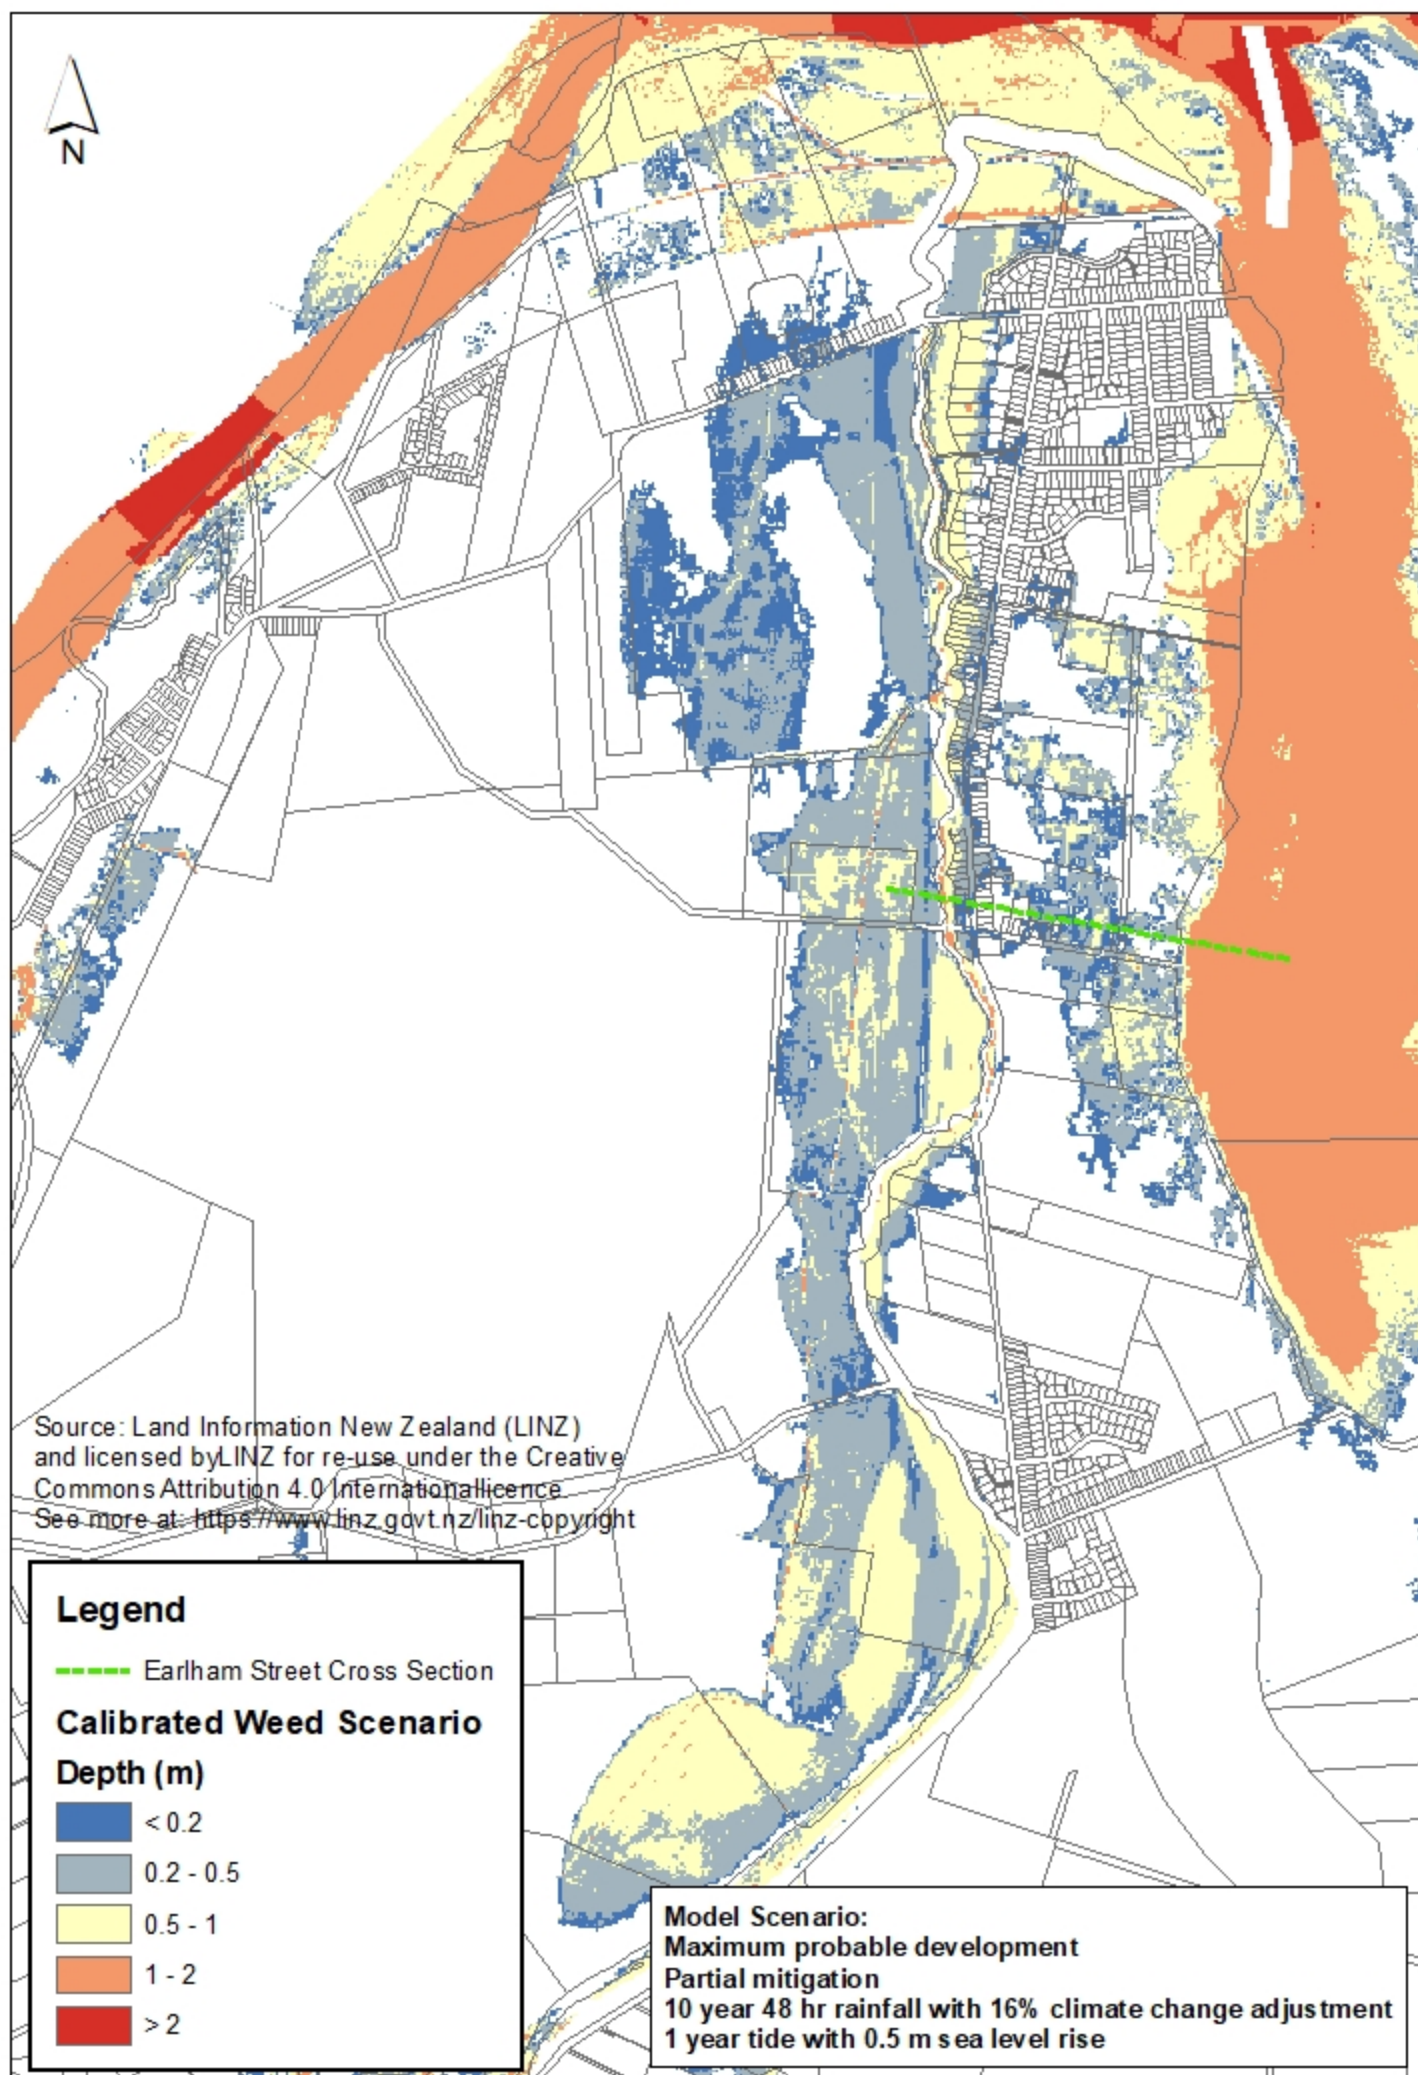 N
Source: Land Information New Zealand (LINZ)
and licensed byLINZ for re-use under the Creative
Commons Attribution 4.0 Internationallicence.
See more at: https://www.linz.govt.nz/linz-copyright
Legend
Earlham Street Cross Section
Calibrated Weed Scenario
Depth (m)
< 0.2
0.2 - 0.5
0.5 - 1
1 - 2
> 2
Model Scenario:
Maximum probable development
Partial mitigation
10 year 48 hr rainfall with 16% climate change adjustment
1 year tide with 0.5 m sea level rise